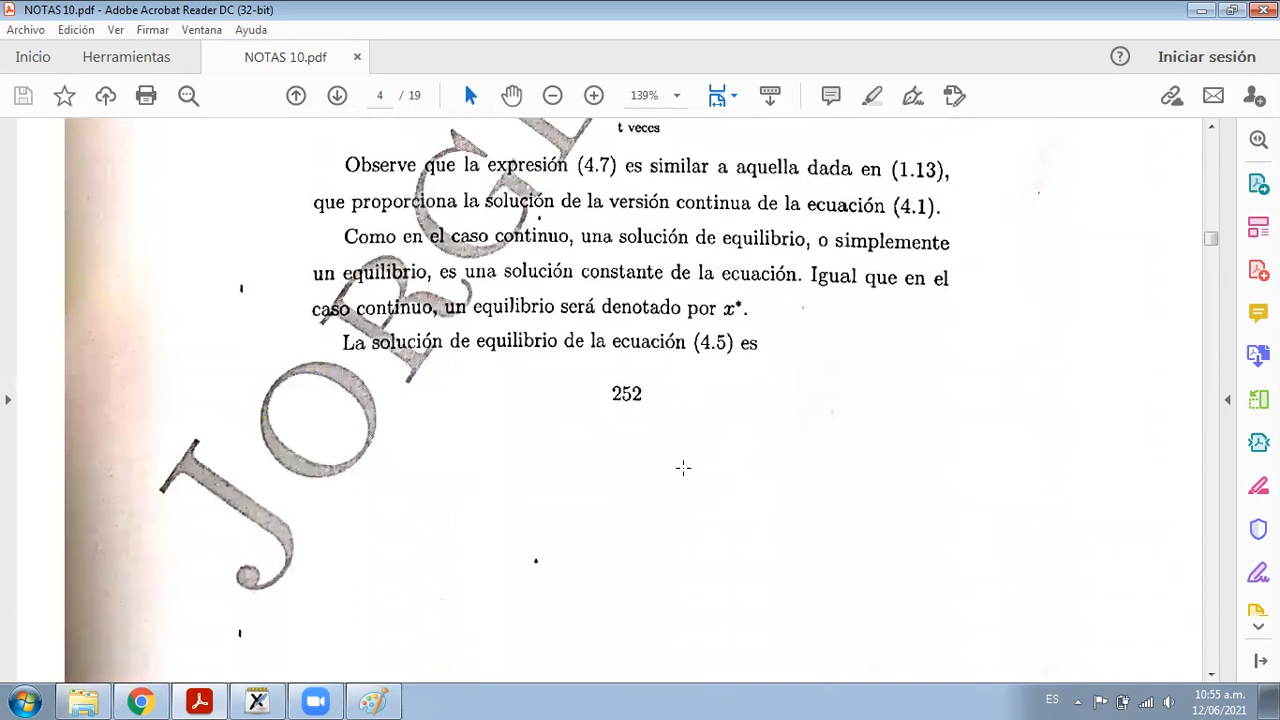 NOTAS 10.pdf - Adobe Acrobat Reader DC (32-bit)
Archivo Edición Ver Firmar Ventana Ayuda
Inicio Herramientas NOTAS 10.pdf × Iniciar sesión
4 / 19 139%
t veces
Observe que la expresión (4.7) es similar a aquella dada en (1.13),
que proporciona la solución de la versión continua de la ecuación (4.1).
Como en el caso continuo, una solución de equilibrio, o simplemente
un equilibrio, es una solución constante de la ecuación. Igual que en el
caso continuo, un equilibrio será denotado por x*.
La solución de equilibrio de la ecuación (4.5) es
252
JORGE
ES 10:55 a.m.
12/06/2021